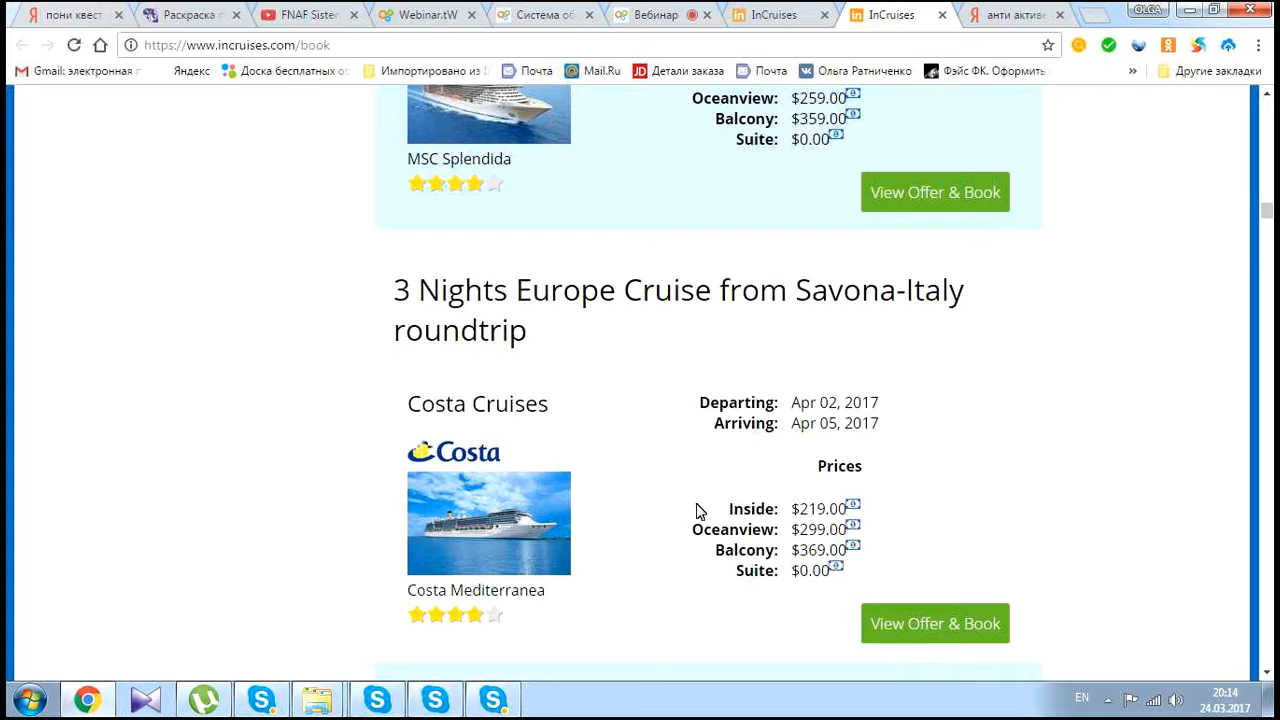 пони квест
Раскраска п
FNAF Sister
Webinar.tW
Система об
Вебинар
InCruises
InCruises
анти активе
OLGA
https://www.incruises.com/book
Gmail: электронная п
Яндекс
Доска бесплатных об
Импортировано из I
Почта
Mail.Ru
Детали заказа
Почта
Ольга Ратниченко
Фэйс ФК. Оформить
»
Другие закладки
Oceanview: $259.00
Balcony: $359.00
Suite: $0.00
MSC Splendida
View Offer & Book
3 Nights Europe Cruise from Savona-Italy
roundtrip
Costa Cruises
Departing: Apr 02, 2017
Arriving: Apr 05, 2017
Costa
Prices
Inside: $219.00
Oceanview: $299.00
Balcony: $369.00
Suite: $0.00
Costa Mediterranea
View Offer & Book
EN
20:14
24.03.2017